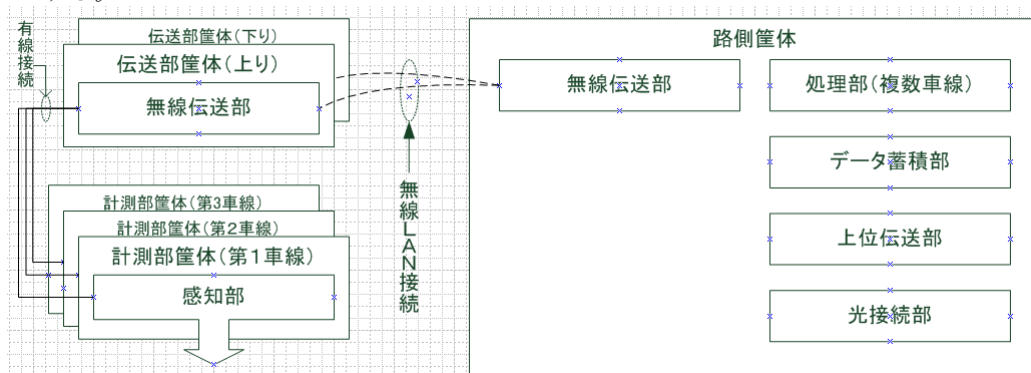 有線接続
伝送部筐体(下り)
伝送部筐体(上り)
無線伝送部
計測部筐体(第3車線)
計測部筐体(第2車線)
計測部筐体(第1車線)
感知部
無線LAN接続
路側筐体
無線伝送部
処理部(複数車線)
データ蓄積部
上位伝送部
光接続部